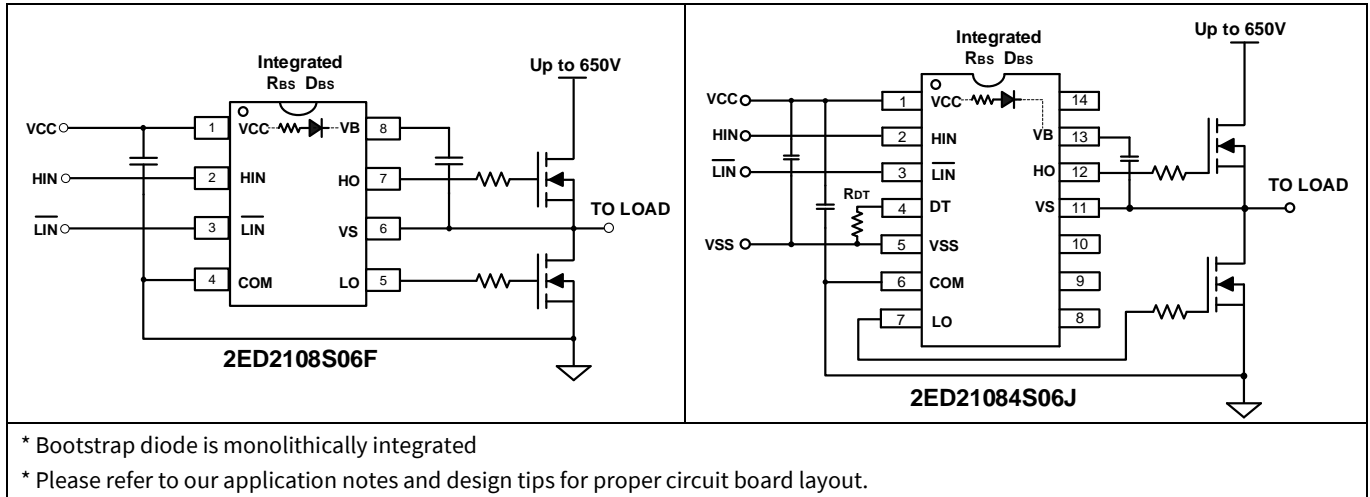 Integrated
RBS DBS
Up to 650V
VCC
1
VCC
VB
8
HIN
2
HIN
HO
7
TO LOAD
LIN
3
LIN
VS
6
4
COM
LO
5
2ED2108S06F
Up to 650V
Integrated
RBS DBS
VCC
1
VCC
14
HIN
2
HIN
VB
13
LIN
3
LIN
HO
12
TO LOAD
RDT
4
DT
VS
11
VSS
5
VSS
10
6
COM
9
7
LO
8
2ED21084S06J
* Bootstrap diode is monolithically integrated
* Please refer to our application notes and design tips for proper circuit board layout.